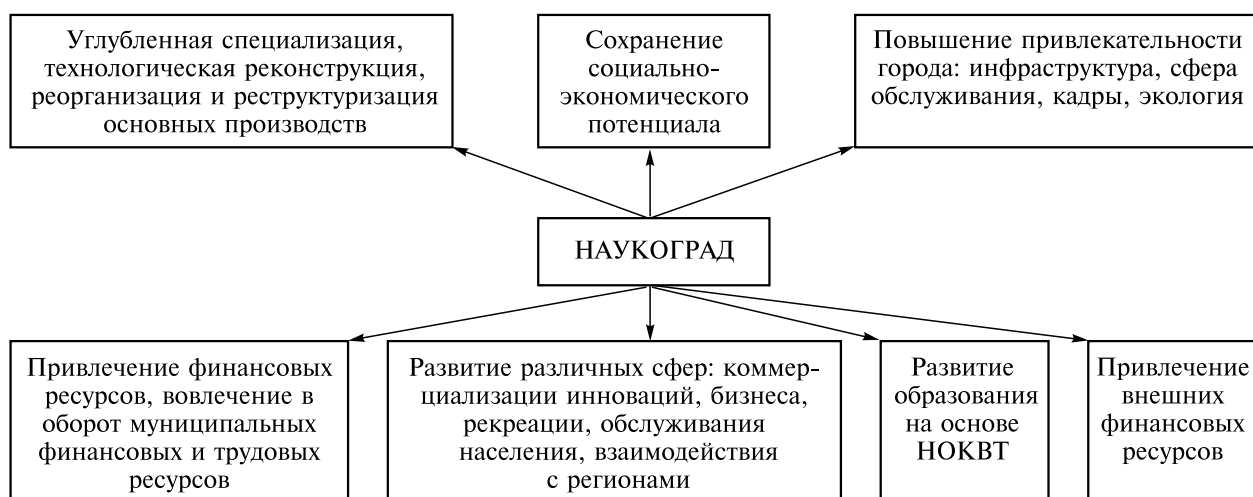 Углубленная специализация,
технологическая реконструкция,
реорганизация и реструктуризация
основных производств
Сохранение
социально-
экономического
потенциала
Повышение привлекательности
города: инфраструктура, сфера
обслуживания, кадры, экология
НАУКОГРАД
Привлечение финансовых
ресурсов, вовлечение в
оборот муниципальных
финансовых и трудовых
ресурсов
Развитие различных сфер: коммер-
циализации инноваций, бизнеса,
рекреации, обслуживания
населения, взаимодействия
с регионами
Развитие
образования
на основе
НОКВТ
Привлечение
внешних
финансовых
ресурсов